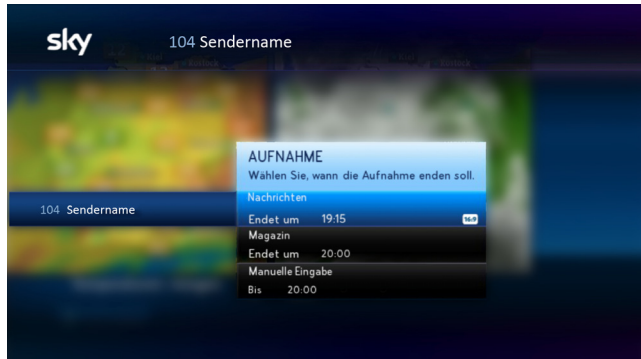 sky
104 Sendername
AUFNAHME
Wählen Sie, wann die Aufnahme enden soll.
Nachrichten
104 Sendername
Endet um 19:15 16:9
Magazin
Endet um 20:00
Manuelle Eingabe
Bis 20:00